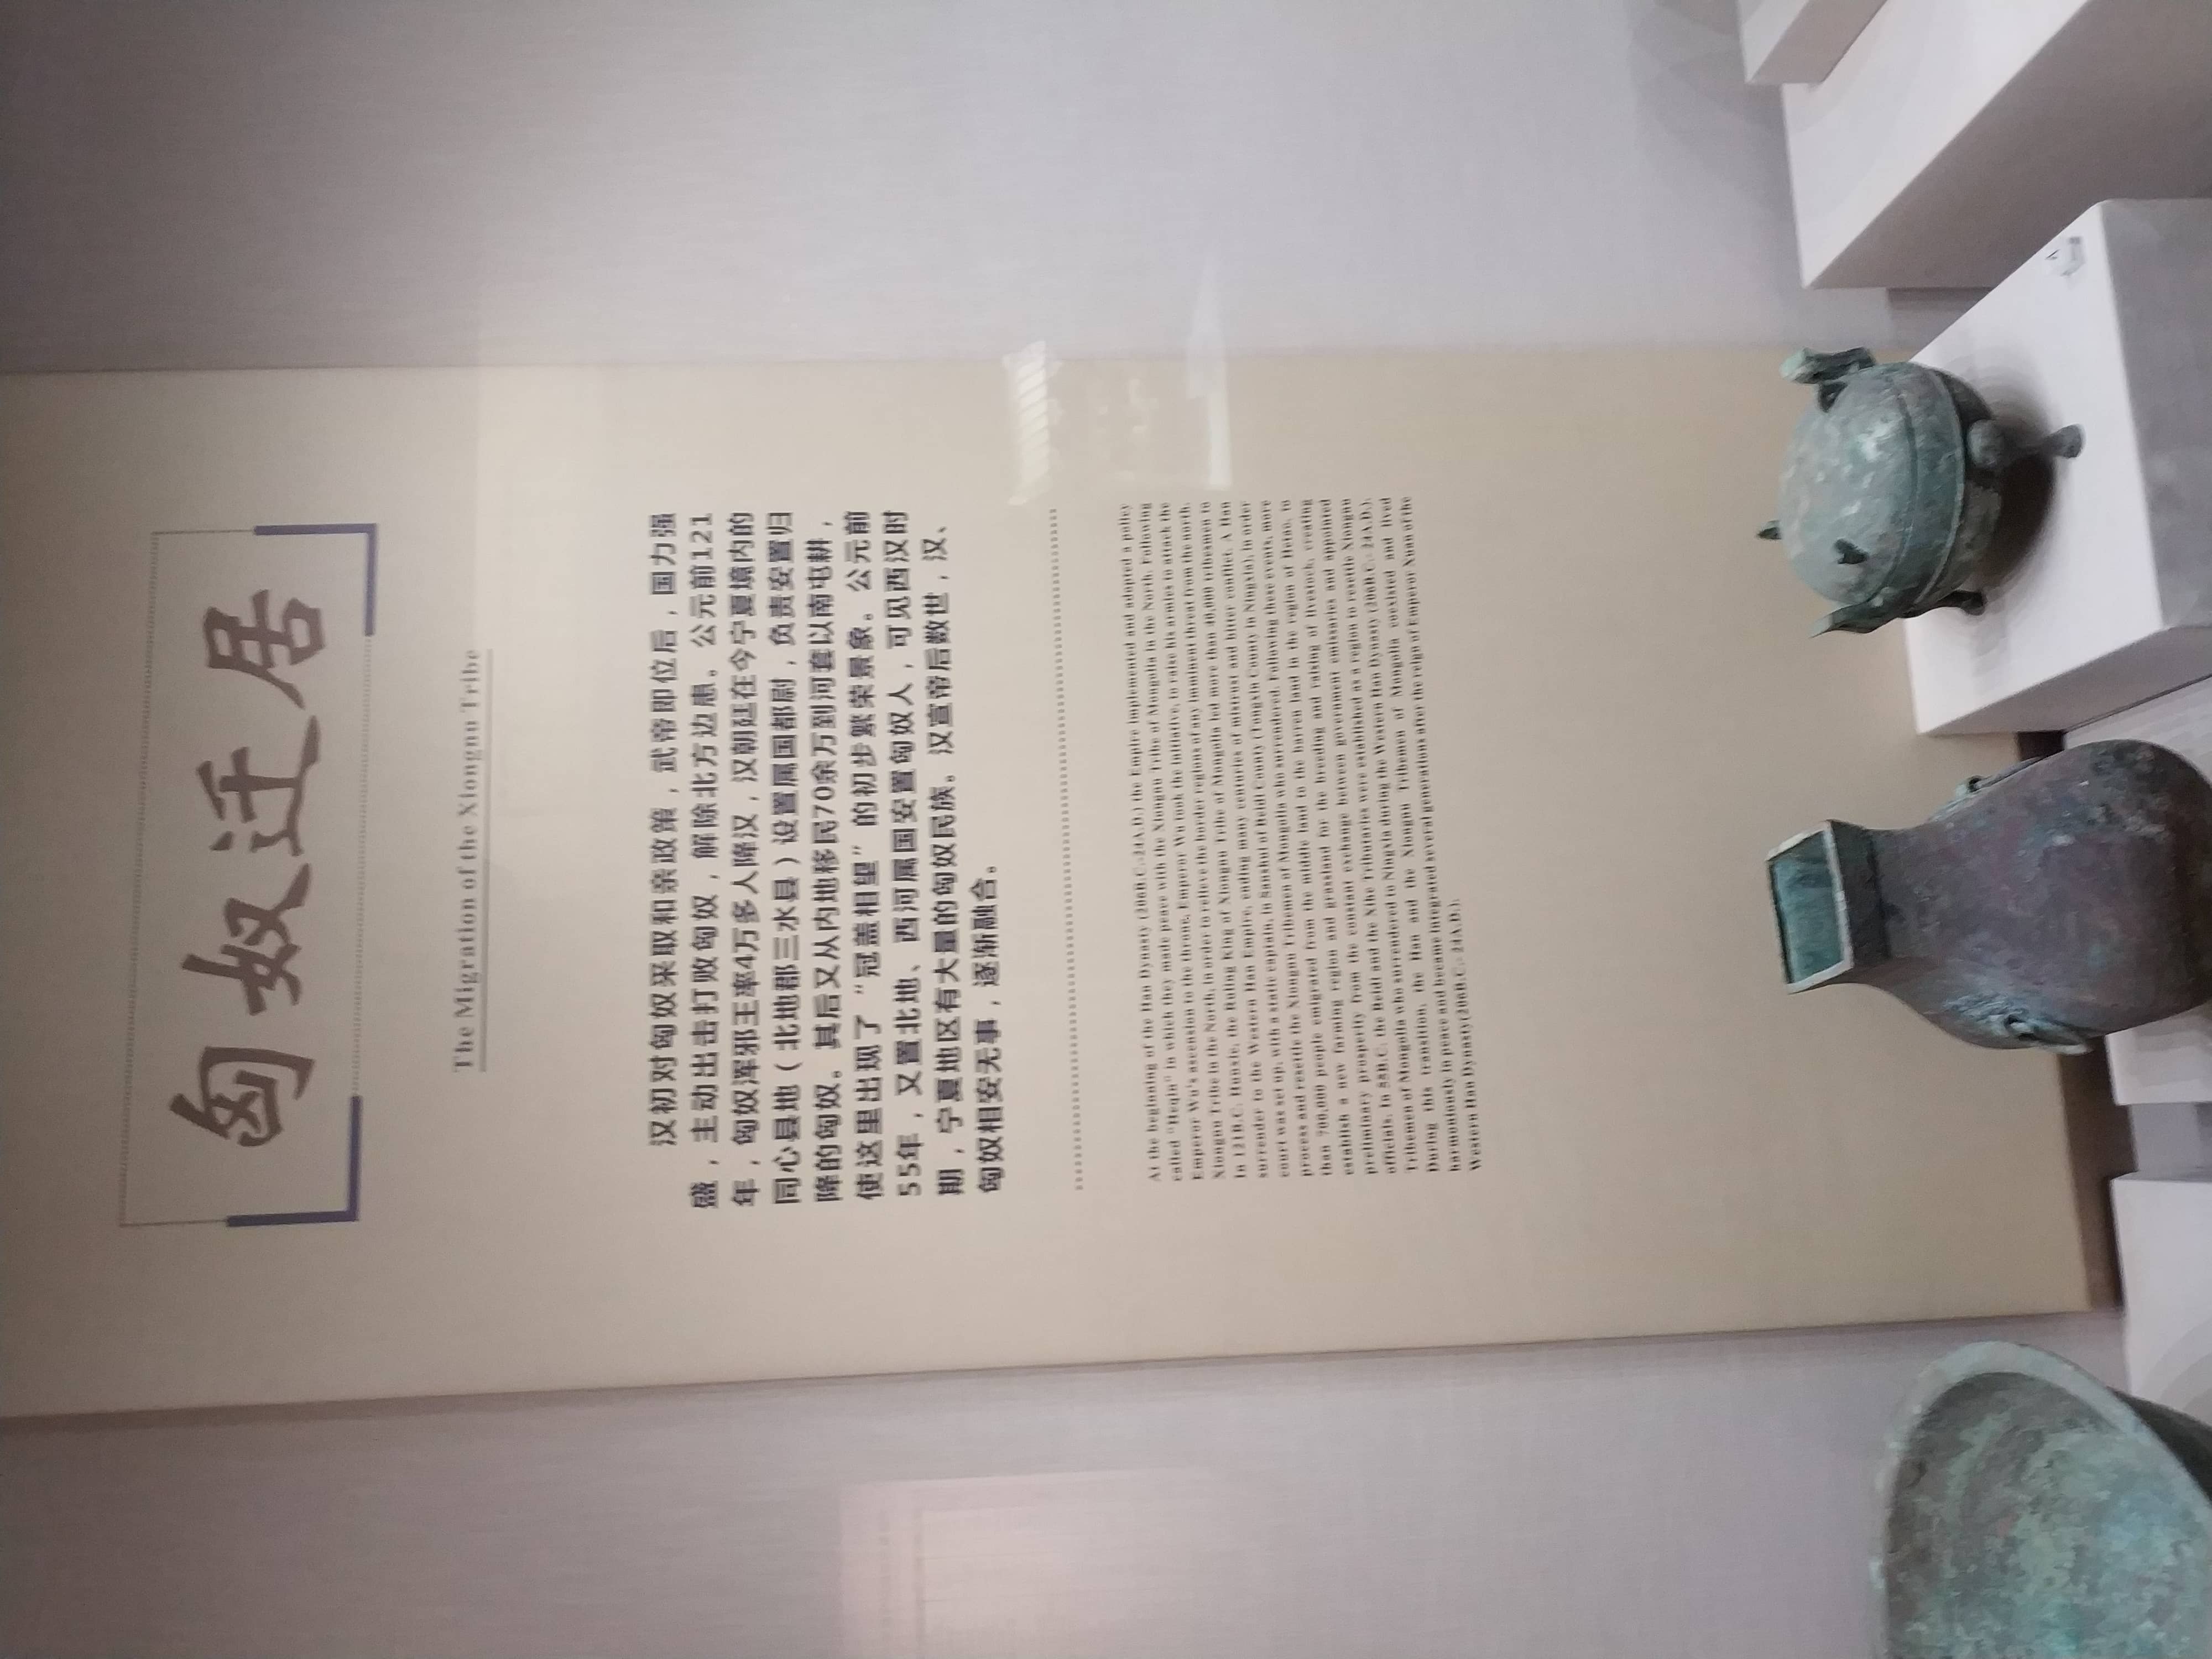 匈奴迁居
The Migration of the Xiongnu Tribe
汉初对匈奴采取和亲政策，武帝即位后，国力强
盛，主动出击打败匈奴，解除北方边患。公元前121
年，匈奴浑邪王率4万多人降汉，汉朝廷在今宁夏境内的
同心县地（北地郡三水县）设置属国都尉，负责安置归
降的匈奴。其后又从内地移民70余万到河套以南屯耕，
使这里出现了“冠盖相望”的初步繁荣景象。公元前
55年，又置北地、西河属国安置匈奴人，可见西汉时
期，宁夏地区有大量的匈奴民族。汉宣帝后数世，汉、
匈奴相安无事，逐渐融合。
At the beginning of the Han Dynasty (206B.C.-24A.D.) the Empire implemented and adopted a policy
called "Heqin" in which they made peace with the Xiongnu Tribe of Mongolia in the North. Following
Emperor Wu's ascension to the throne, Emperor Wu took the initiative, to raise his armies to attack the
Xiongnu Tribe in the North, in order to relieve the border regions of any imminent threat from the north.
In 121B.C. Hunxie, the Ruling King of Xiongnu Tribe of Mongolia led more than 40,000 tribesmen to
surrender to the Western Han Empire, ending many centuries of mistrust and bitter conflict. A Han
court was set up, with a static captain, in Sanshui of Beidi County (Tongxin County in Ningxia), in order
process and resettle the Xiongnu Tribemen of Mongolia who surrendered. Following these events, more
than 700,000 people emigrated from the middle land to the barren land in the region of Hetao, to
establish a new farming region and grassland for the breeding and raising of livestock, creating
preliminary prosperity from the constant exchange between government emissaries and appointed
officials. In 55B.C. the Beidi and the Xihe Tributaries were established as a region to resettle Xiongnu
Tribemen of Mongolia who surrendered to Ningxia during the Western Han Dynasty (206B.C.- 24A.D.).
During this transition, the Han and the Xiongnu Tribemen of Mongolia coexisted and lived
harmoniously in peace and became integrated several generations after the reign of Emperor Xuan of the
Western Han Dynasty(206B.C.- 24A.D.).